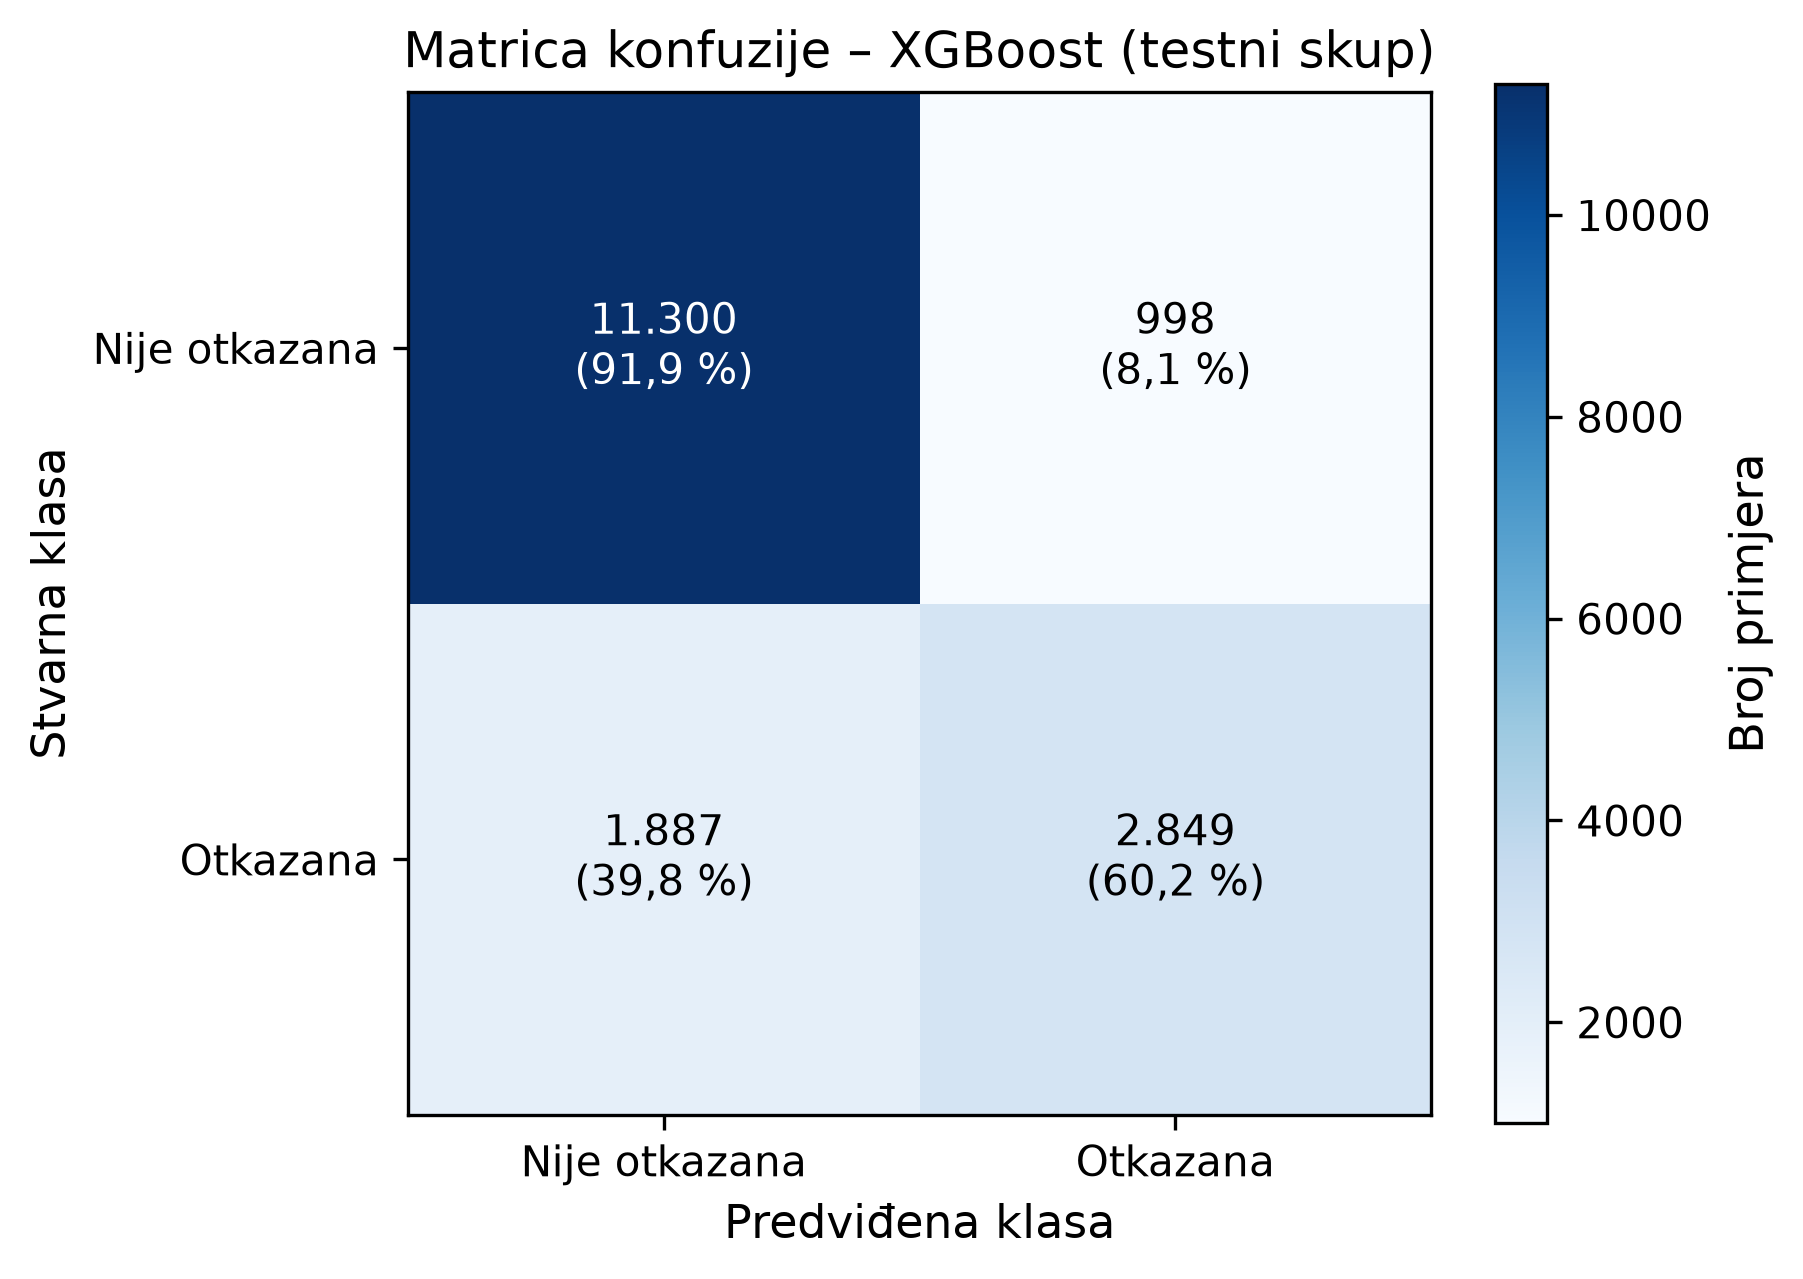 Matrica konfuzije – XGBoost (testni skup)
Stvarna klasa
Nije otkazana
Otkazana
11.300
(91,9 %)
998
(8,1 %)
1.887
(39,8 %)
2.849
(60,2 %)
Nije otkazana
Otkazana
Predviđena klasa
10000
8000
6000
4000
2000
Broj primjera